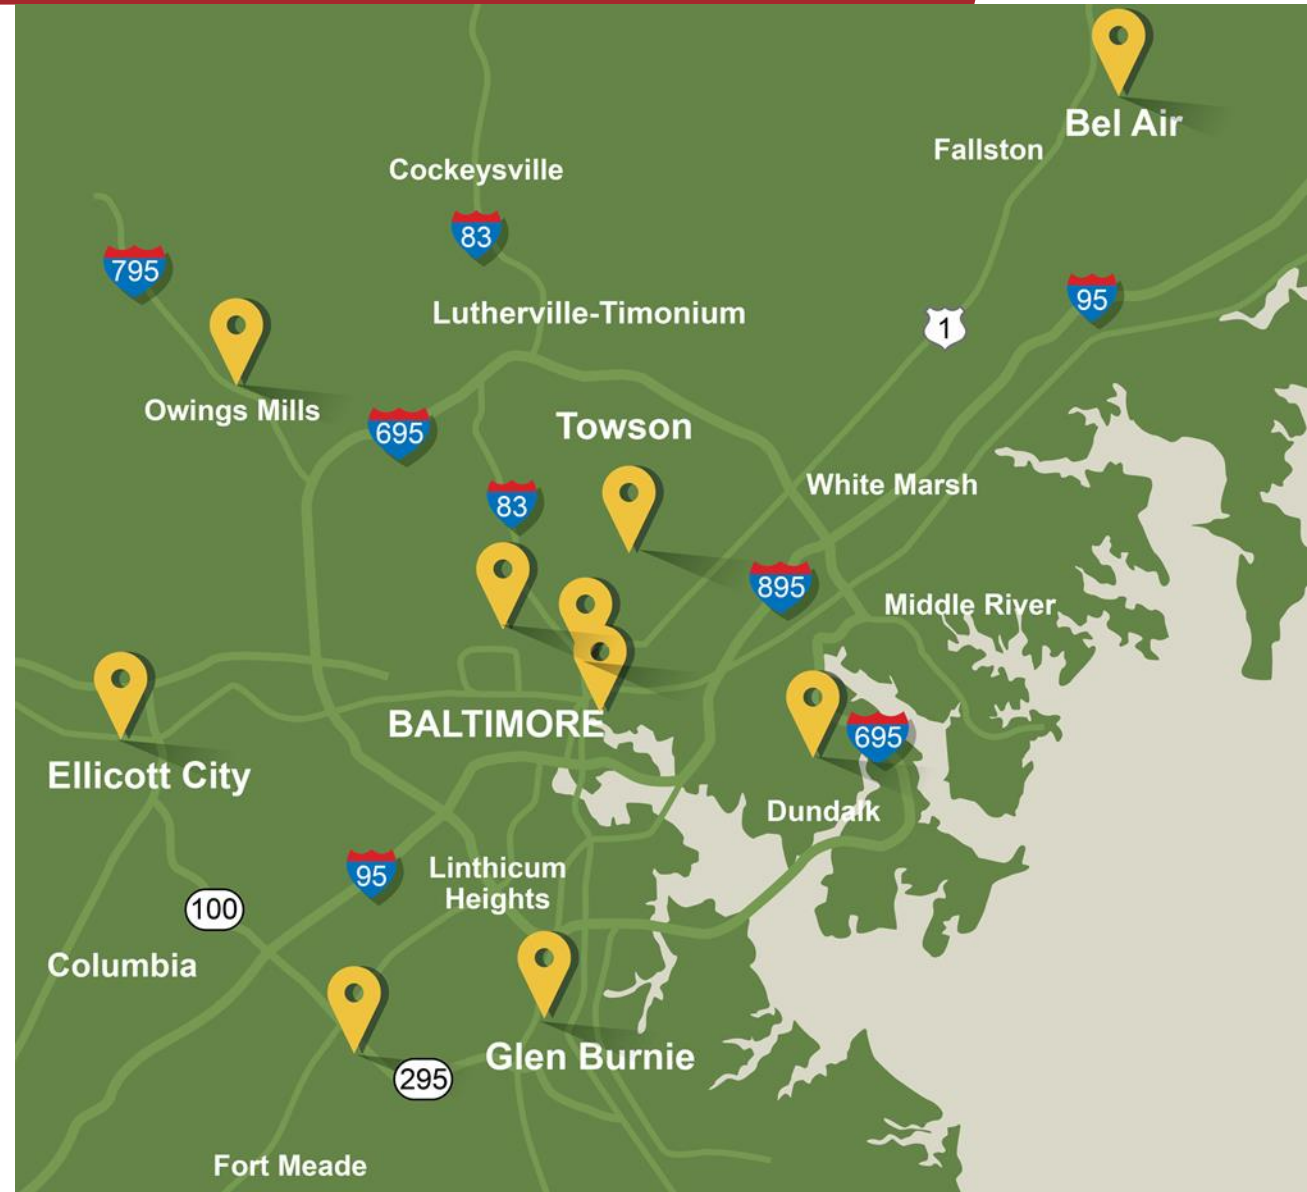 Bel Air
Fallston
Cockeysville
83
795
95
Lutherville-Timonium
1
Owings Mills
695
Towson
White Marsh
83
895
Middle River
BALTIMORE
695
Ellicott City
Dundalk
95
Linthicum
Heights
100
Columbia
Glen Burnie
295
Fort Meade